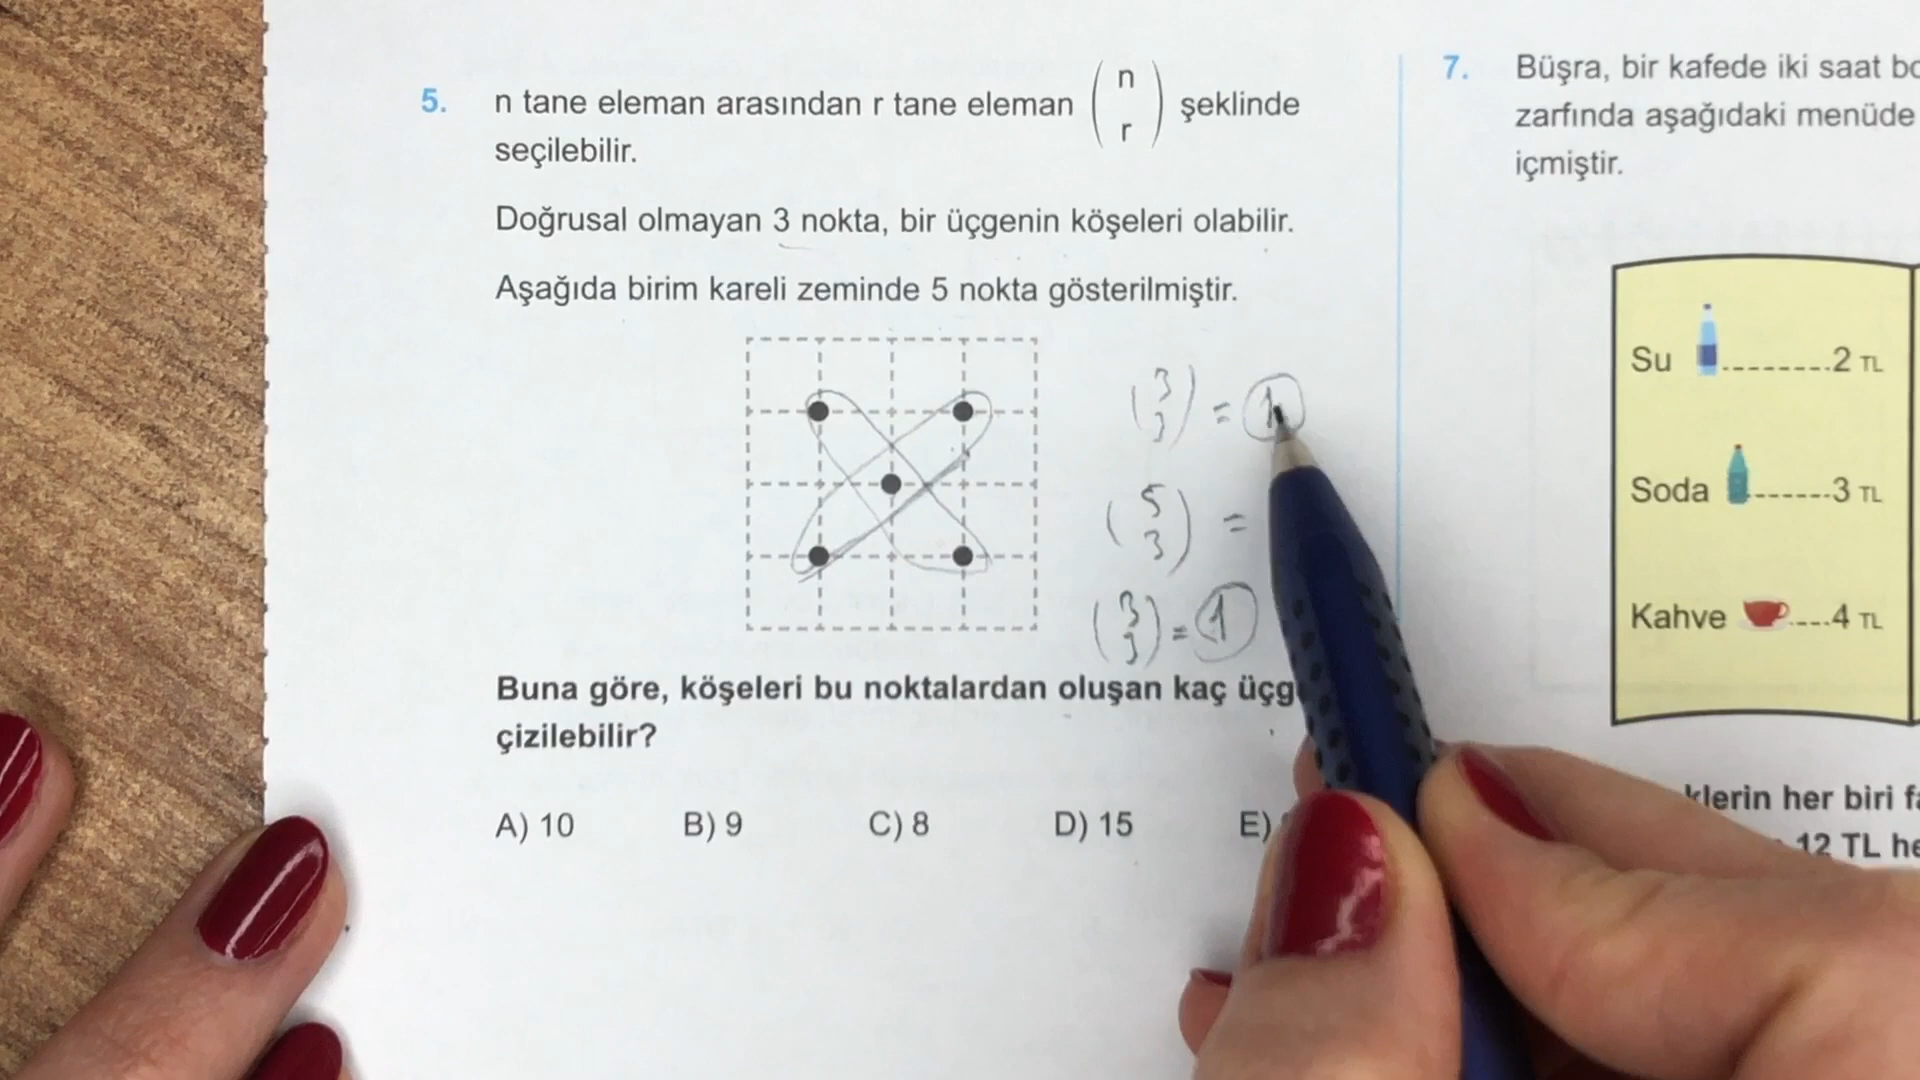 5. n tane eleman arasından r tane eleman (n r) şeklinde
seçilebilir.
Doğrusal olmayan 3 nokta, bir üçgenin köşeleri olabilir.
Aşağıda birim kareli zeminde 5 nokta gösterilmiştir.
(3 3) = 1
(5 3) =
(3 3) = 1
Buna göre, köşeleri bu noktalardan oluşan kaç üçg
çizilebilir?
A) 10 B) 9 C) 8 D) 15 E)
7. Büşra, bir kafede iki saat bo
zarfında aşağıdaki menüde
içmiştir.
Su ........2 TL
Soda ......3 TL
Kahve ....4 TL
klerin her biri fa
12 TL he